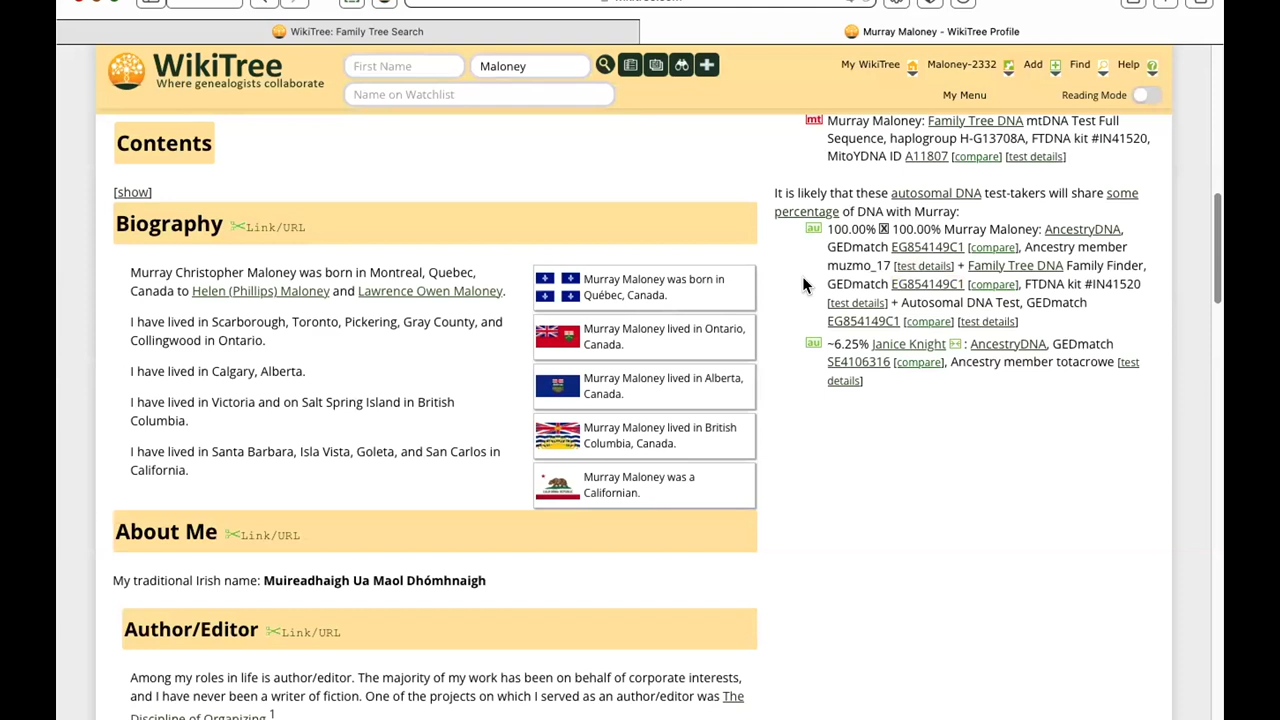 WikiTree: Family Tree Search
Murray Maloney - WikiTree Profile
WikiTree
Where genealogists collaborate
First Name
Maloney
Name on Watchlist
My WikiTree
Maloney-2332
Add
Find
Help
My Menu
Reading Mode
Contents
[show]
Biography Link/URL
Murray Christopher Maloney was born in Montreal, Quebec,
Canada to Helen (Phillips) Maloney and Lawrence Owen Maloney.
I have lived in Scarborough, Toronto, Pickering, Gray County, and
Collingwood in Ontario.
I have lived in Calgary, Alberta.
I have lived in Victoria and on Salt Spring Island in British
Columbia.
I have lived in Santa Barbara, Isla Vista, Goleta, and San Carlos in
California.
Murray Maloney was born in
Québec, Canada.
Murray Maloney lived in Ontario,
Canada.
Murray Maloney lived in Alberta,
Canada.
Murray Maloney lived in British
Columbia, Canada.
Murray Maloney was a
Californian.
About Me Link/URL
My traditional Irish name: Muireadhaigh Ua Maol Dhómhnaigh
Author/Editor Link/URL
Among my roles in life is author/editor. The majority of my work has been on behalf of corporate interests,
and I have never been a writer of fiction. One of the projects on which I served as an author/editor was The
Discipline of Organizing.1
mt Murray Maloney: Family Tree DNA mtDNA Test Full
Sequence, haplogroup H-G13708A, FTDNA kit #IN41520,
MitoYDNA ID A11807 [compare] [test details]
It is likely that these autosomal DNA test-takers will share some
percentage of DNA with Murray:
au 100.00% X 100.00% Murray Maloney: AncestryDNA,
GEDmatch EG854149C1 [compare], Ancestry member
muzmo_17 [test details] + Family Tree DNA Family Finder,
GEDmatch EG854149C1 [compare], FTDNA kit #IN41520
[test details] + Autosomal DNA Test, GEDmatch
EG854149C1 [compare] [test details]
au ~6.25% Janice Knight : AncestryDNA, GEDmatch
SE4106316 [compare], Ancestry member totacrowe [test
details]